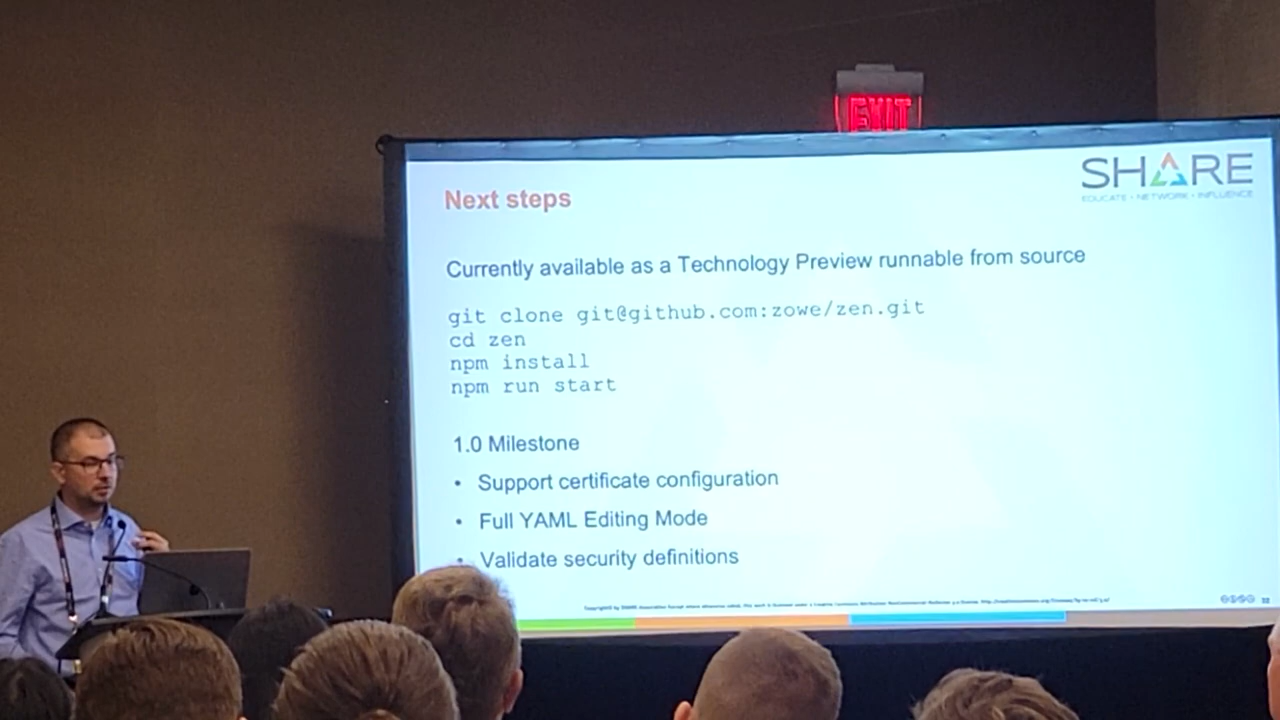 EXIT
SHARE
EDUCATE • NETWORK • INFLUENCE
Next steps
Currently available as a Technology Preview runnable from source
git clone git@github.com:zowe/zen.git
cd zen
npm install
npm run start
1.0 Milestone
• Support certificate configuration
• Full YAML Editing Mode
• Validate security definitions